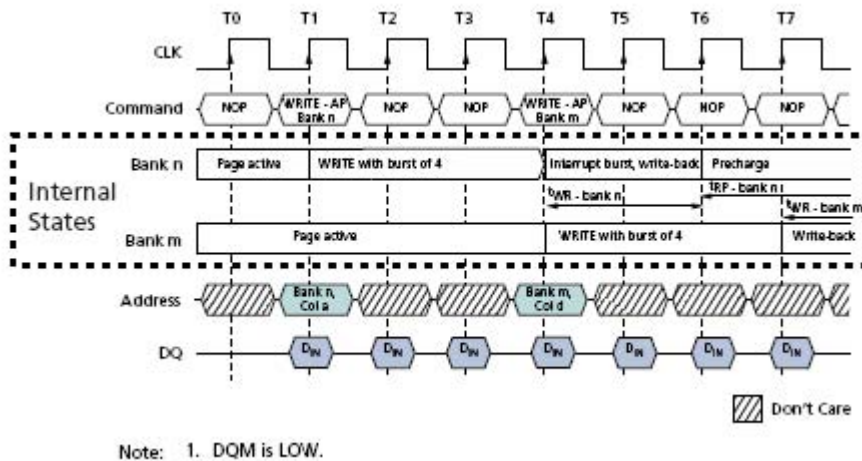 T0 T1 T2 T3 T4 T5 T6 T7
CLK
Command NOP WRITE - AP Bank n NOP NOP WRITE - AP Bank m NOP NOP NOP
Bank n Page active WRITE with burst of 4 Interrupt burst, write-back Precharge
Internal States
tWR - bank n tRP - bank n
tWR - bank m
Bank m Page active WRITE with burst of 4 Write-back
Address Bank n, Col a Bank m, Col d
DQ DIN DIN DIN DIN DIN DIN DIN
Don't Care
Note: 1. DQM is LOW.